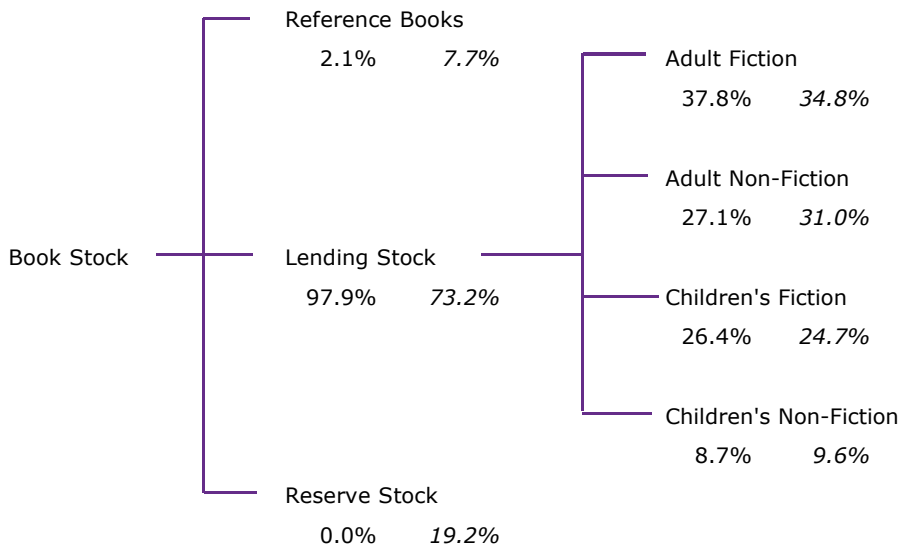 Reference Books
2.1% 7.7%
Adult Fiction
37.8% 34.8%
Adult Non-Fiction
27.1% 31.0%
Book Stock
Lending Stock
97.9% 73.2%
Children's Fiction
26.4% 24.7%
Children's Non-Fiction
8.7% 9.6%
Reserve Stock
0.0% 19.2%